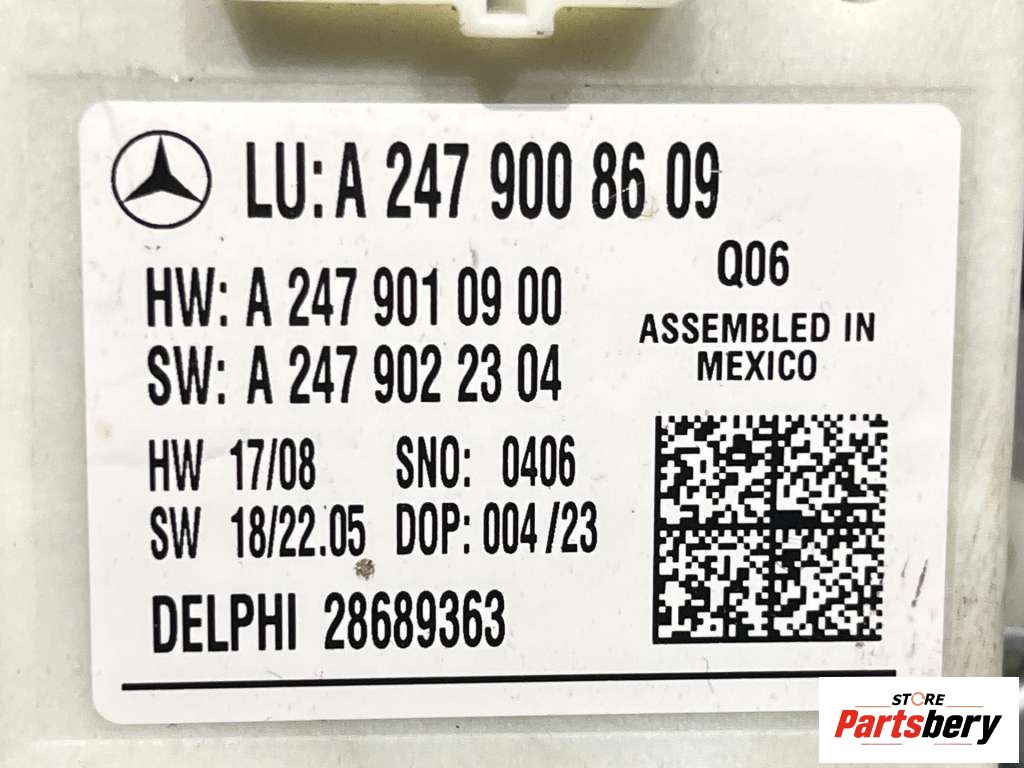 LU: A 247 900 86 09
HW: A 247 901 09 00
SW: A 247 902 23 04
Q06
ASSEMBLED IN
MEXICO
HW 17/08 SNO: 0406
SW 18/22.05 DOP: 004/23
DELPHI 28689363
STORE
Partsbery